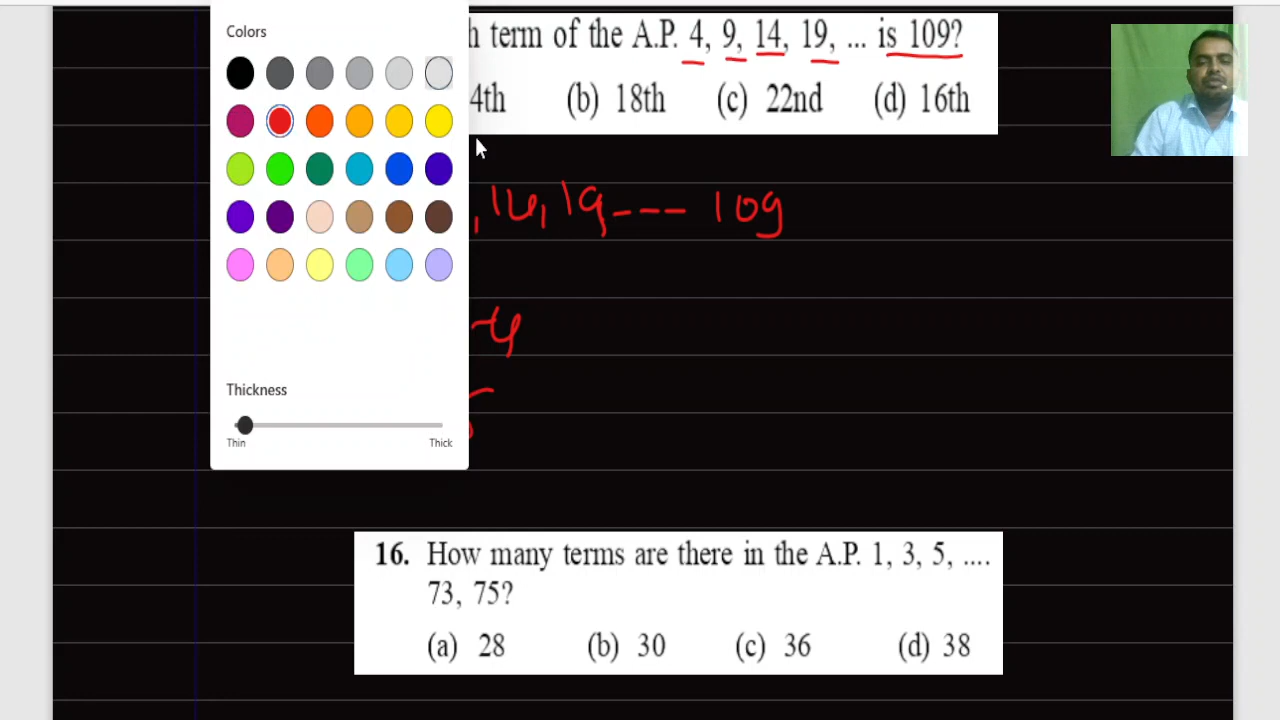 Colors
h term of the A.P. 4, 9, 14, 19, ... is 109?
4th (b) 18th (c) 22nd (d) 16th
, 14, 19 --- 109
4
Thickness
Thin Thick
16. How many terms are there in the A.P. 1, 3, 5, ....
73, 75?
(a) 28 (b) 30 (c) 36 (d) 38